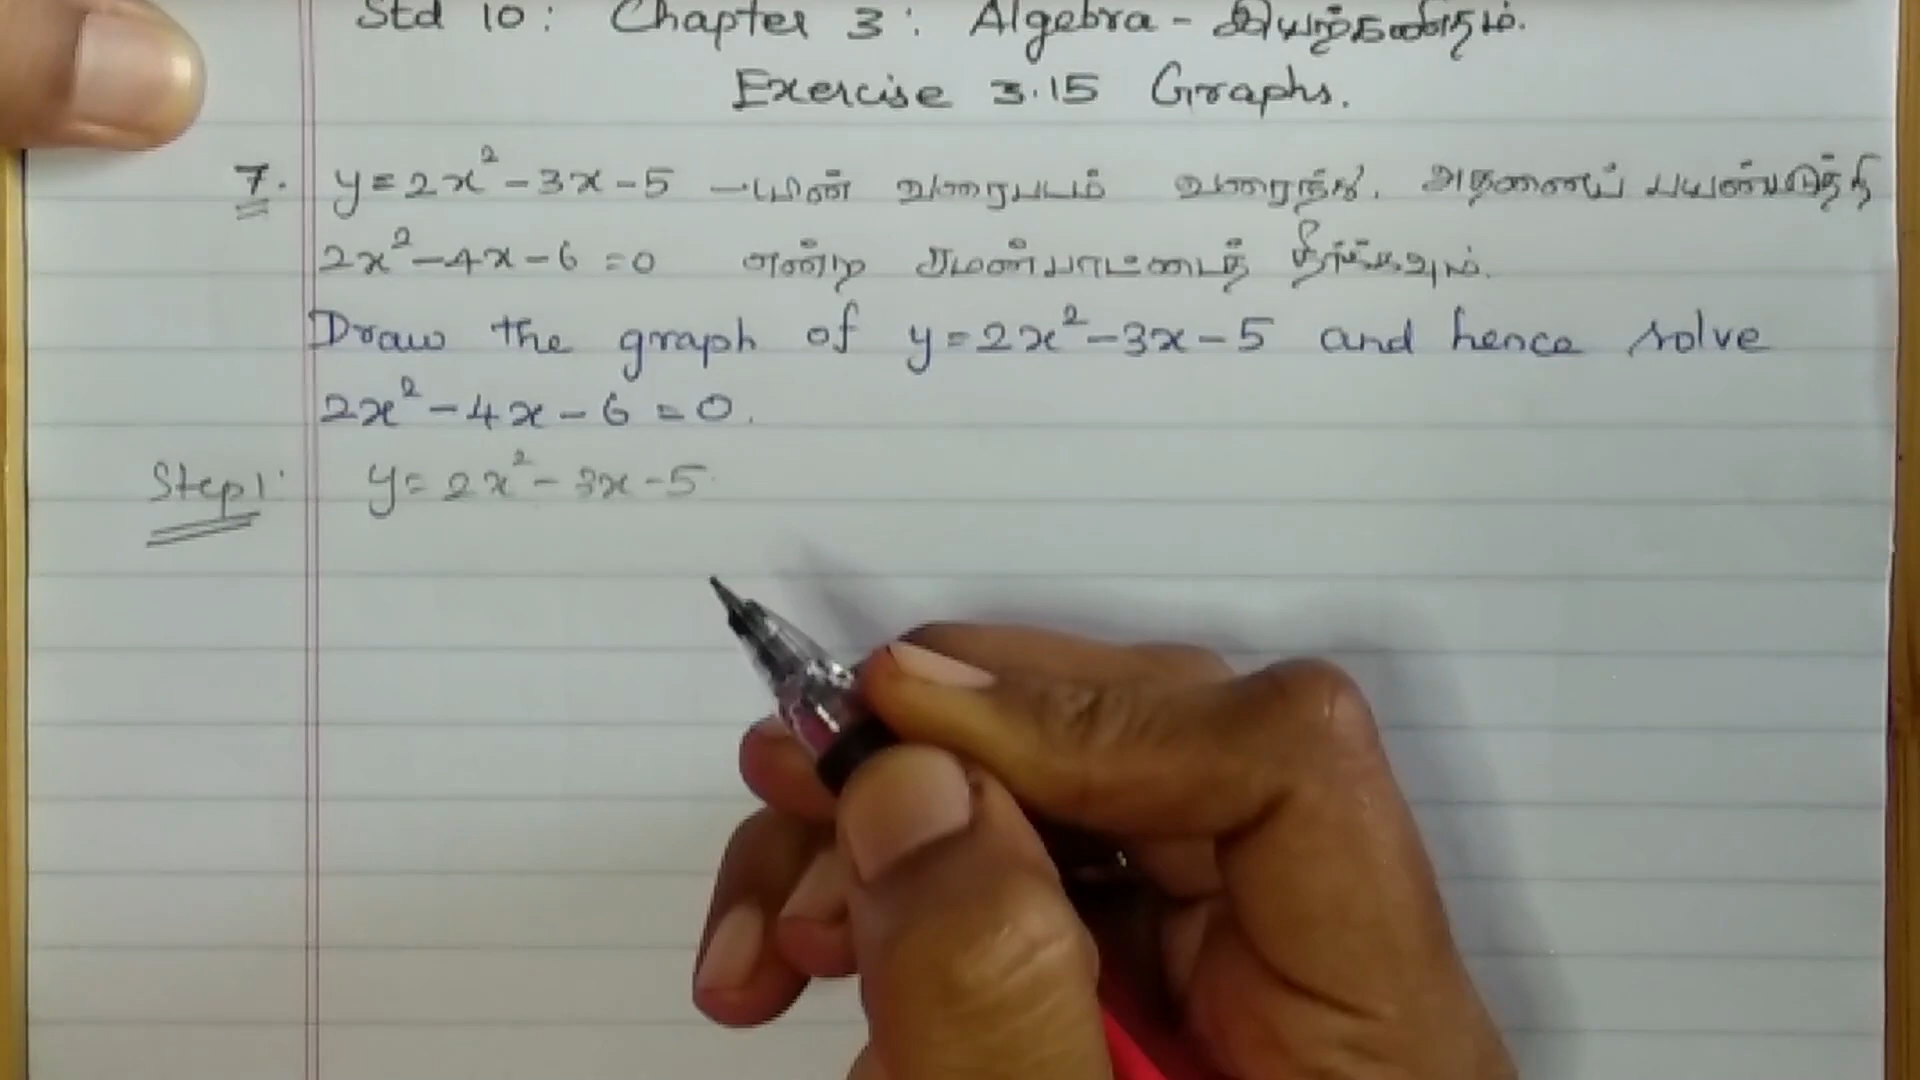 Std 10: Chapter 3: Algebra - இயற்கணிதம்.
Exercise 3.15 Graphs.
7. y=2x²-3x-5 -யின் வரைபடம் வரைந்து, அதனைப் பயன்படுத்தி
2x²-4x-6=0 என்ற சமன்பாட்டைத் தீர்க்கவும்.
Draw the graph of y=2x²-3x-5 and hence solve
2x²-4x-6=0.
Step1: y=2x²-3x-5.